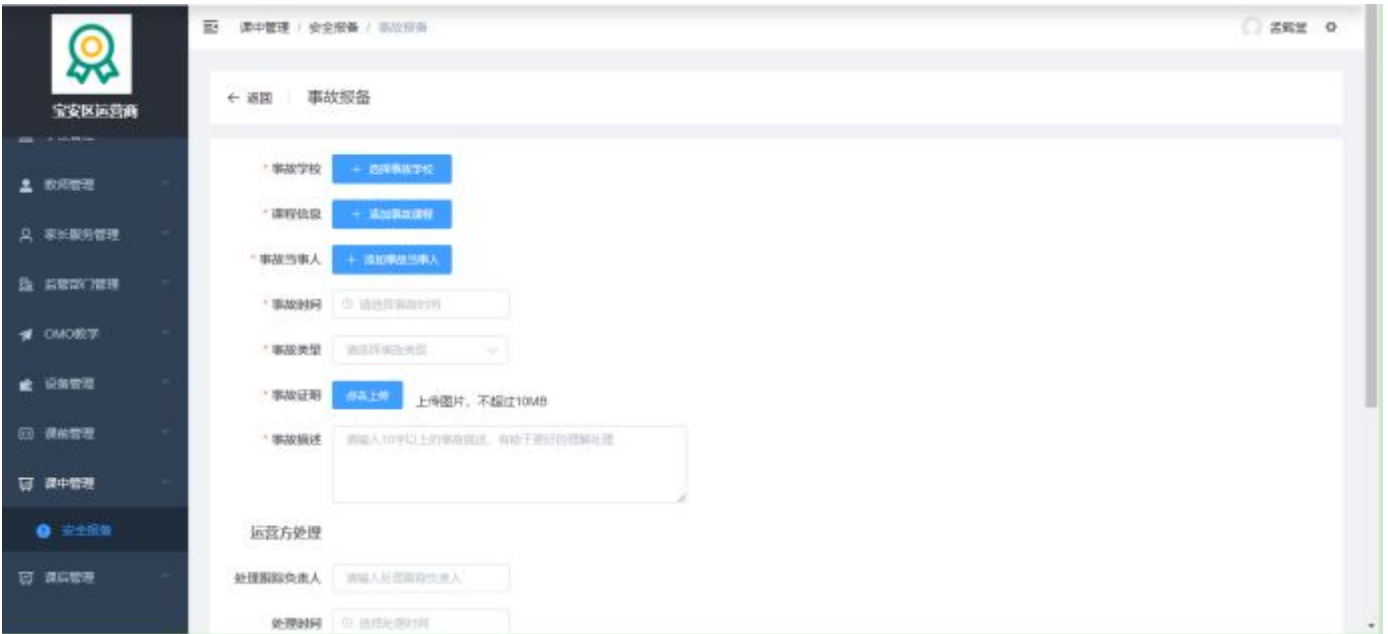 课中管理 / 安全报备 / 事故报备
宝安区运营商
← 返回 事故报备
教师管理
家长服务管理
监管部门管理
OMO教学
设备管理
课前管理
课中管理
安全报备
课后管理
* 事故学校 + 选择事故学校
* 课程信息 + 添加事故课程
* 事故当事人 + 添加事故当事人
* 事故时间 请选择事故时间
* 事故类型 请选择事故类型
* 事故证明 点击上传 上传图片，不超过10MB
* 事故描述 请输入10字以上的事故描述，有助于更好的理解处理
运营方处理
处理跟踪负责人 请输入处理跟踪负责人
处理时间 选择处理时间